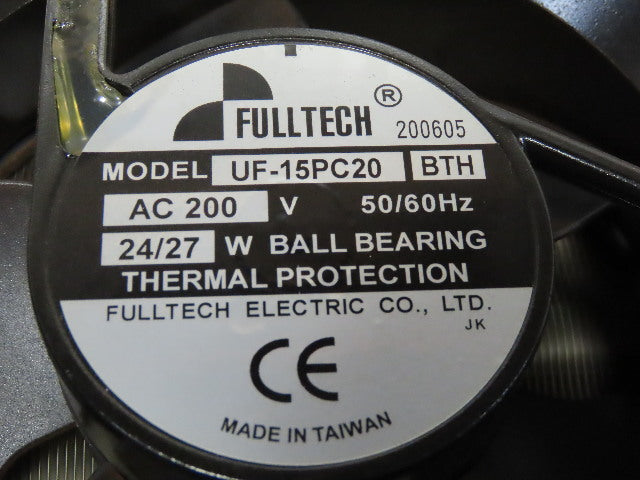 FULLTECH ® 200605
MODEL UF-15PC20 BTH
AC 200 V 50/60Hz
24/27 W BALL BEARING
THERMAL PROTECTION
FULLTECH ELECTRIC CO., LTD.
JK
CE
MADE IN TAIWAN